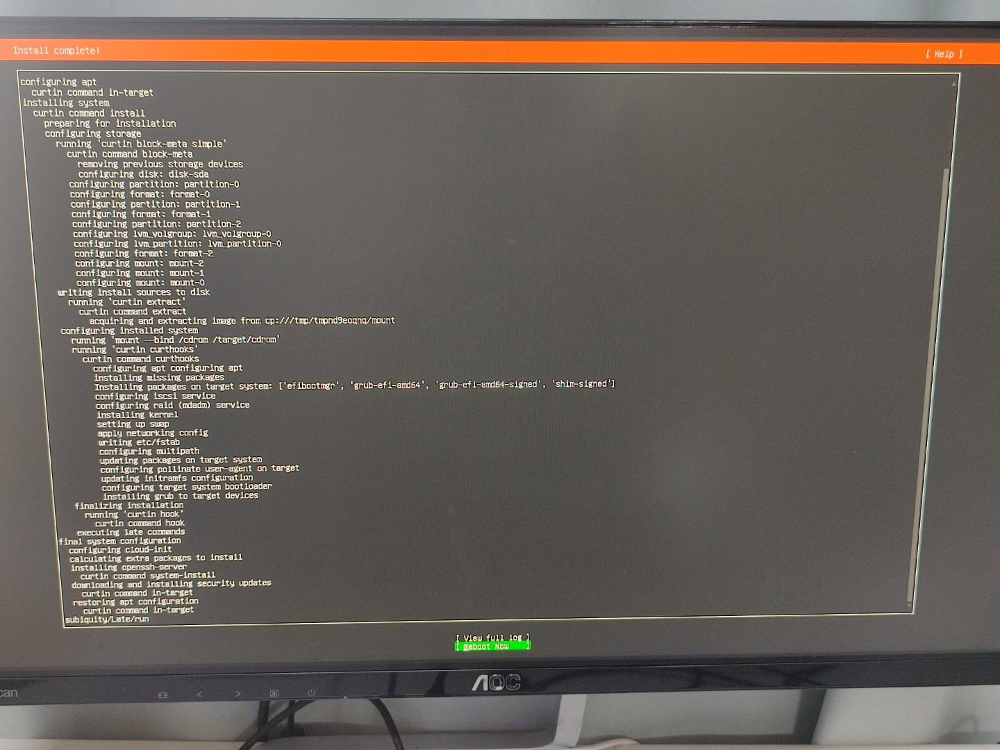 Install complete!
[ Help ]
configuring apt
curtin command in-target
installing system
curtin command install
preparing for installation
configuring storage
running 'curtin block-meta simple'
curtin command block-meta
removing previous storage devices
configuring disk: disk-sda
configuring partition: partition-0
configuring format: format-0
configuring partition: partition-1
configuring format: format-1
configuring partition: partition-2
configuring lvm_volgroup: lvm_volgroup-0
configuring lvm_partition: lvm_partition-0
configuring format: format-2
configuring mount: mount-2
configuring mount: mount-1
configuring mount: mount-0
writing install sources to disk
running 'curtin extract'
curtin command extract
acquiring and extracting image from cp:///tmp/tmpnd9eoqnq/mount
configuring installed system
running 'mount --bind /cdrom /target/cdrom'
running 'curtin curthooks'
curtin command curthooks
configuring apt configuring apt
installing missing packages
Installing packages on target system: ['efibootmgr', 'grub-efi-amd64', 'grub-efi-amd64-signed', 'shim-signed']
configuring iscsi service
configuring raid (mdadm) service
installing kernel
setting up swap
apply networking config
writing etc/fstab
configuring multipath
updating packages on target system
configuring pollinate user-agent on target
updating initramfs configuration
configuring target system bootloader
installing grub to target devices
finalizing installation
running 'curtin hook'
curtin command hook
executing late commands
final system configuration
configuring cloud-init
calculating extra packages to install
installing openssh-server
curtin command system-install
downloading and installing security updates
curtin command in-target
restoring apt configuration
curtin command in-target
subiquity/Late/run
[ View full log ]
[ Reboot Now ]
AOC
can